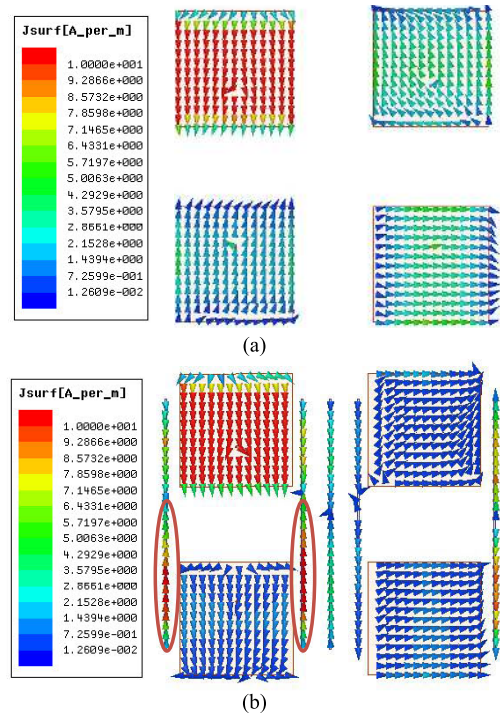 Jsurf[A_per_m]
1.0000e+001
9.2866e+000
8.5732e+000
7.8598e+000
7.1465e+000
6.4331e+000
5.7197e+000
5.0063e+000
4.2929e+000
3.5795e+000
2.8661e+000
2.1528e+000
1.4394e+000
7.2599e-001
1.2609e-002
(a)
Jsurf[A_per_m]
1.0000e+001
9.2866e+000
8.5732e+000
7.8598e+000
7.1465e+000
6.4331e+000
5.7197e+000
5.0063e+000
4.2929e+000
3.5795e+000
2.8661e+000
2.1528e+000
1.4394e+000
7.2599e-001
1.2609e-002
(b)